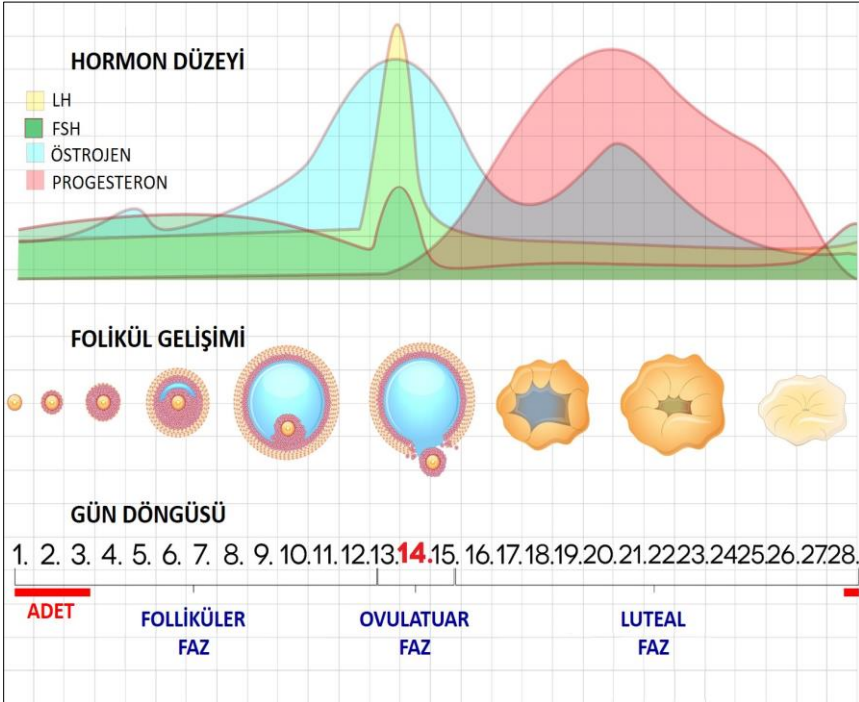 HORMON DÜZEYİ
LH
FSH
ÖSTROJEN
PROGESTERON
FOLİKÜL GELİŞİMİ
GÜN DÖNGÜSÜ
1. 2. 3. 4. 5. 6. 7. 8. 9. 10. 11. 12. 13. 14. 15. 16. 17. 18. 19. 20. 21. 22. 23. 24. 25. 26. 27. 28.
ADET
FOLLİKÜLER
FAZ
OVULATUAR
FAZ
LUTEAL
FAZ